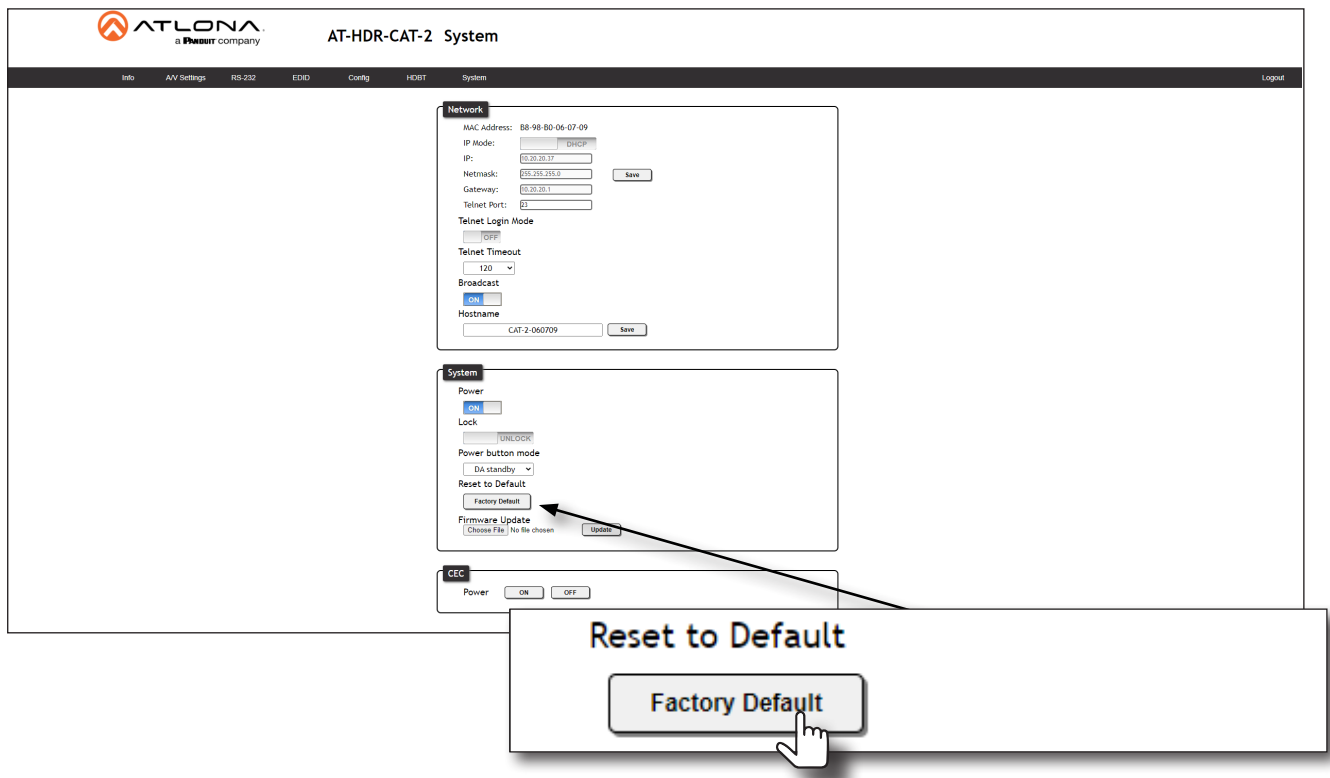 ATLONA
a PANDUIT company
AT-HDR-CAT-2 System
Info A/V Settings RS-232 EDID Config HDBT System Logout
Network
MAC Address: B8-98-B0-06-07-09
IP Mode: DHCP
IP: 10.20.20.37
Netmask: 255.255.255.0 Save
Gateway: 10.20.20.1
Telnet Port: 23
Telnet Login Mode
OFF
Telnet Timeout
120
Broadcast
ON
Hostname
CAT-2-060709 Save
System
Power
ON
Lock
UNLOCK
Power button mode
DA standby
Reset to Default
Factory Default
Firmware Update
Choose File No file chosen Update
CEC
Power ON OFF
Reset to Default
Factory Default